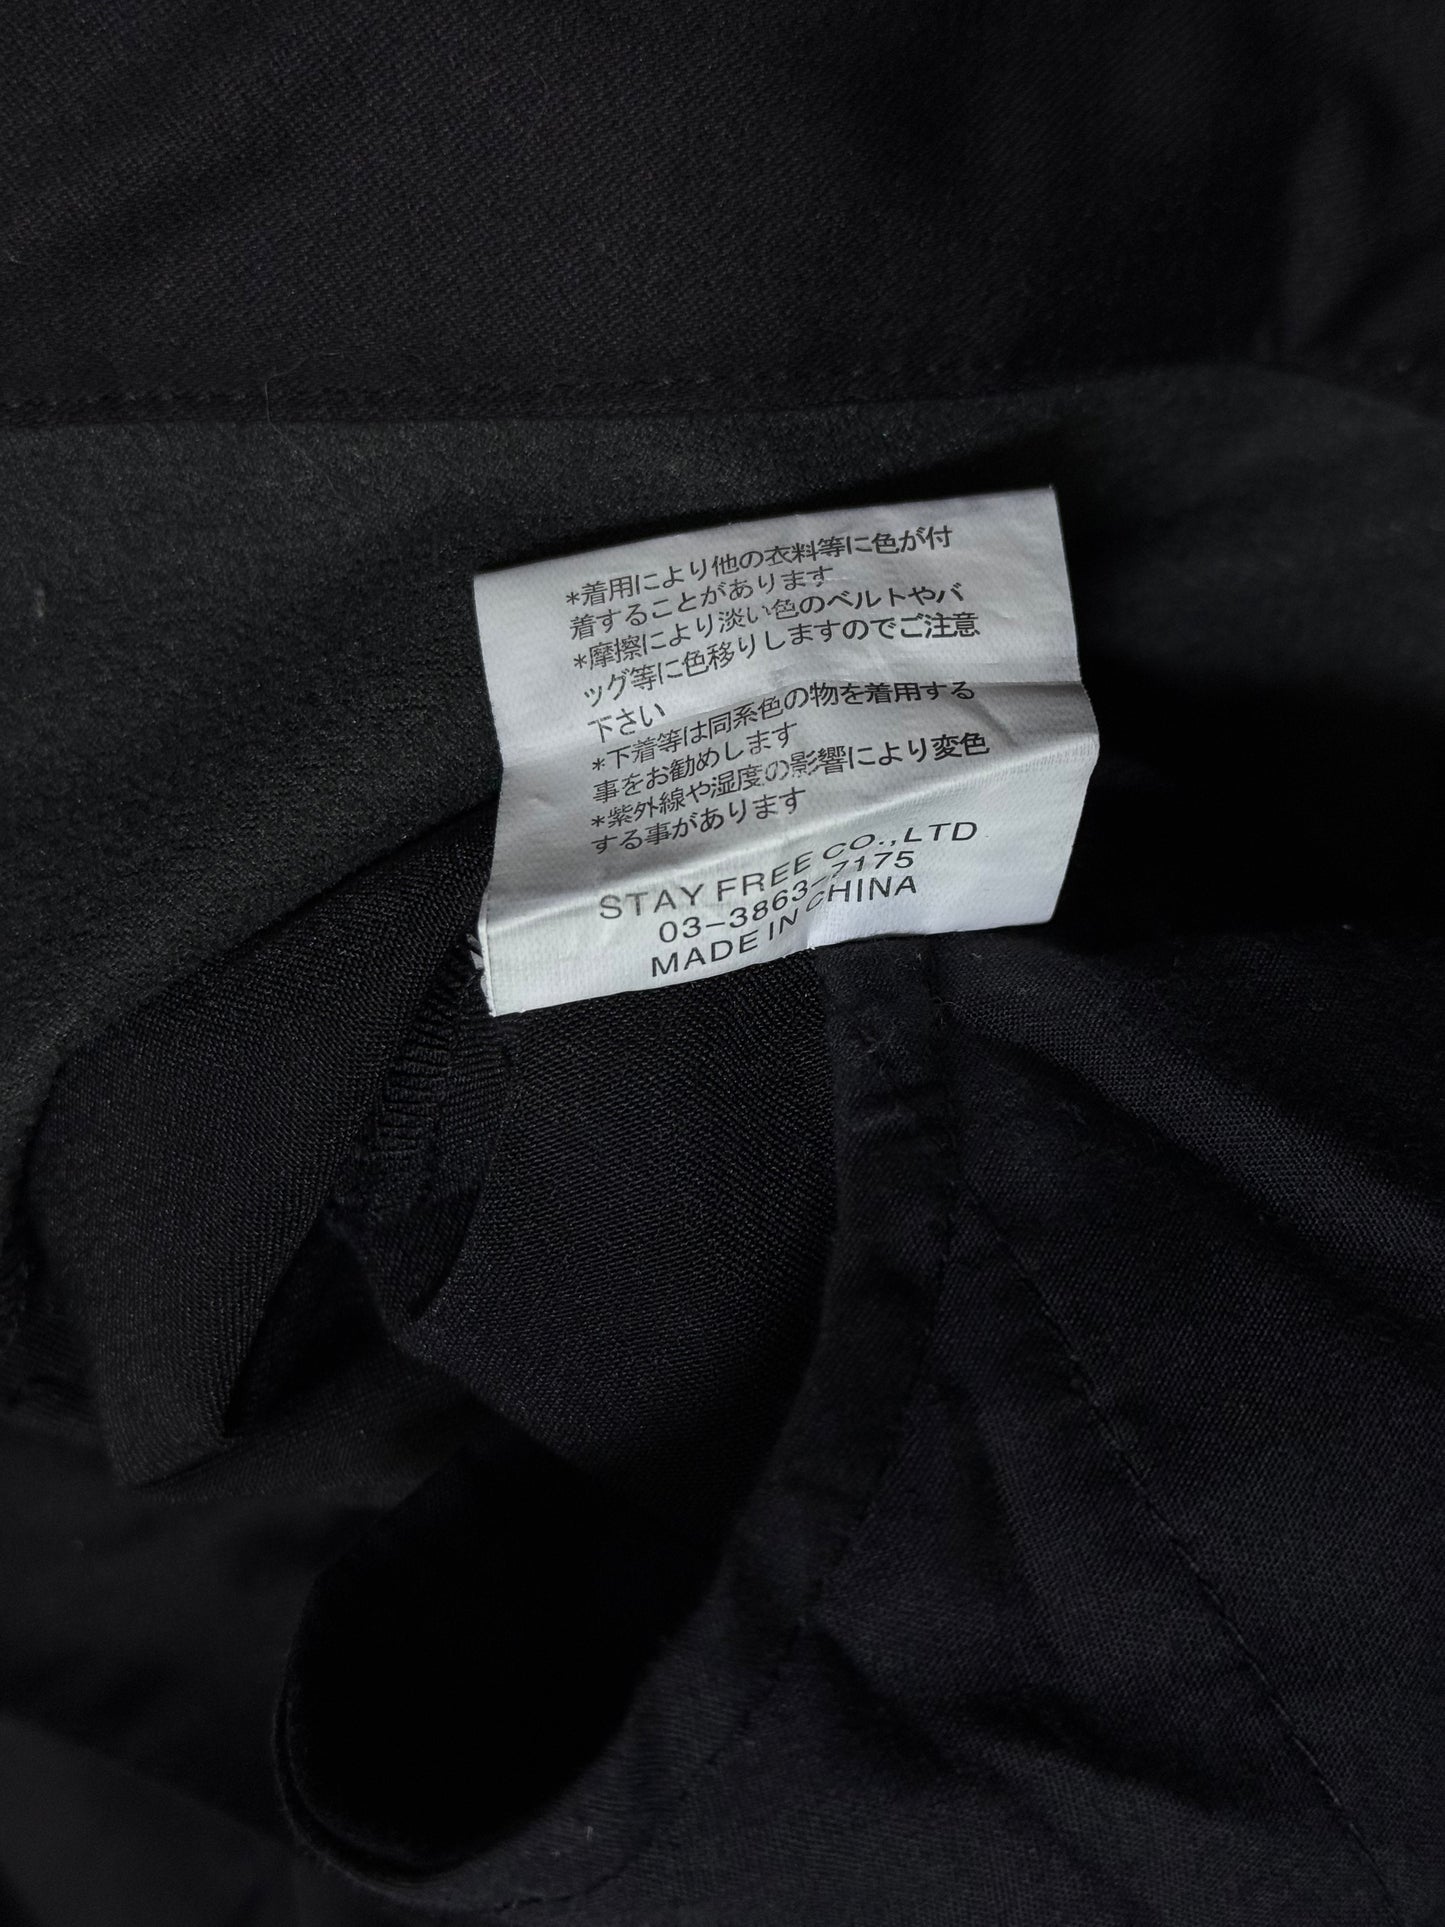 *着用により他の衣料等に色が付
着することがあります
*摩擦により淡い色のベルトやバ
ッグ等に色移りしますのでご注意
下さい
*下着等は同系色の物を着用する
事をお勧めします
*紫外線や湿度の影響により変色
する事があります
STAY FREE CO.,LTD
03-3863-7175
MADE IN CHINA